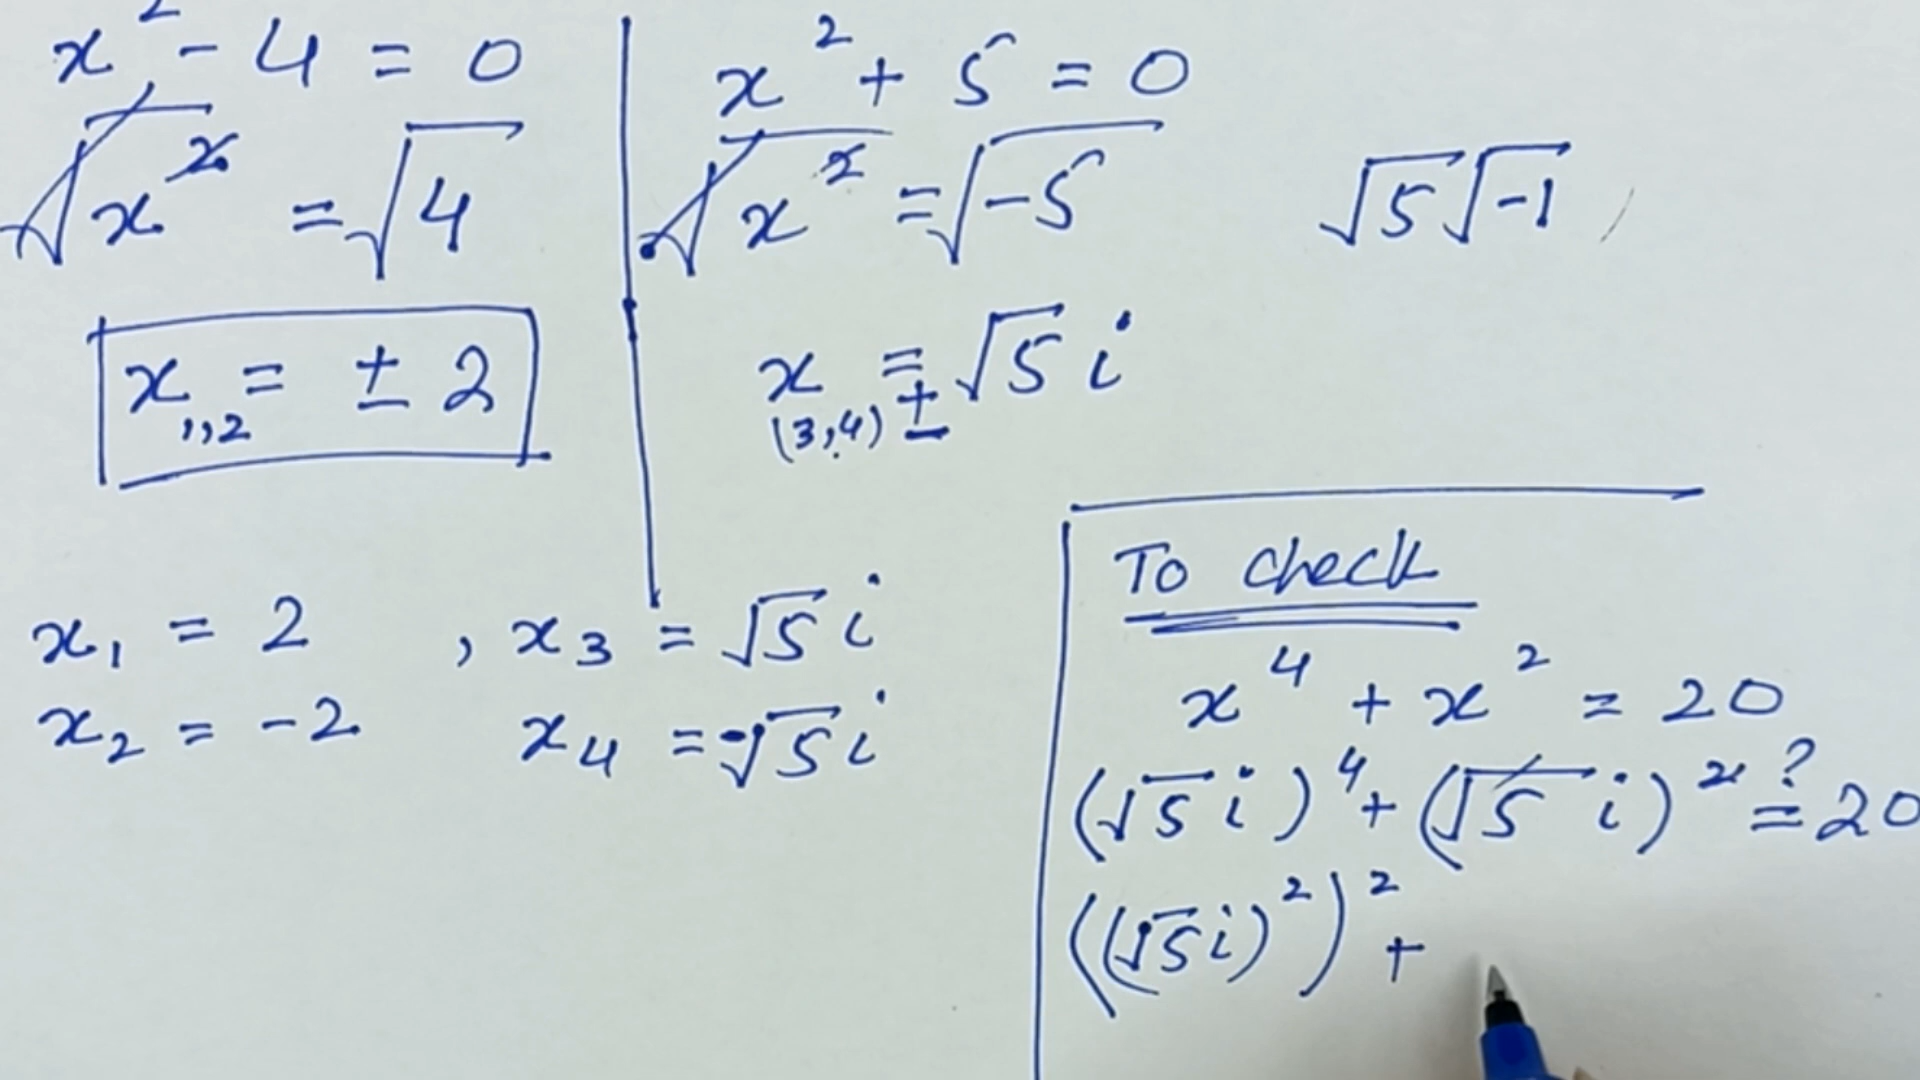 x² - 4 = 0
√x² = √4
x₁,₂ = ± 2
x² + 5 = 0
√x² = √-5
√5 √-1
x₍₃,₄₎ = ± √5 i
x₁ = 2 , x₃ = √5 i
x₂ = -2 x₄ = -√5 i
To check
x⁴ + x² = 20
(√5 i)⁴ + (√5 i)² ≟ 20
((√5 i)²)² +